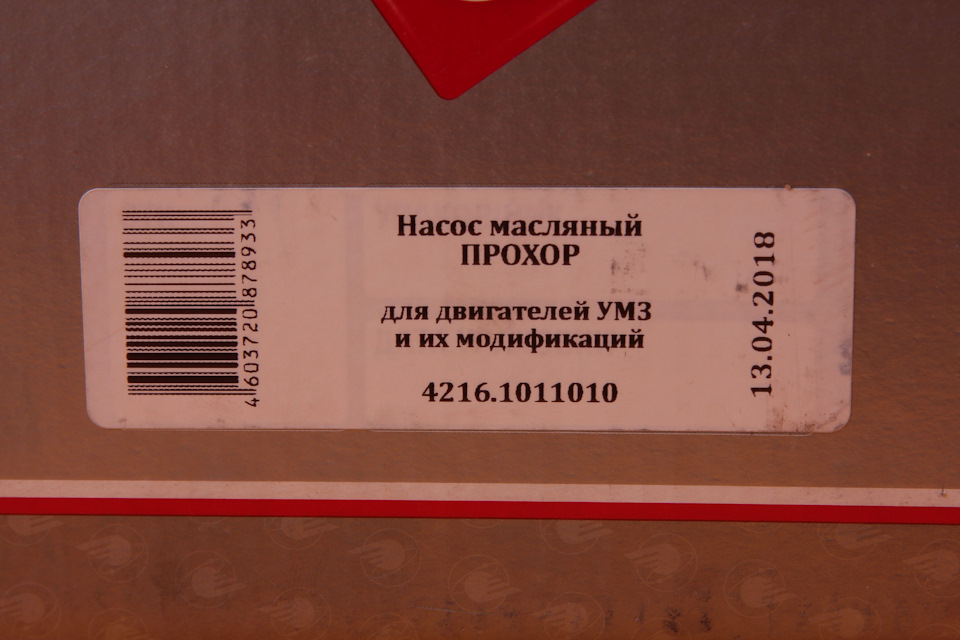 Насос масляный
ПРОХОР
для двигателей УМЗ
и их модификаций
4216.1011010
13.04.2018
4603720878933